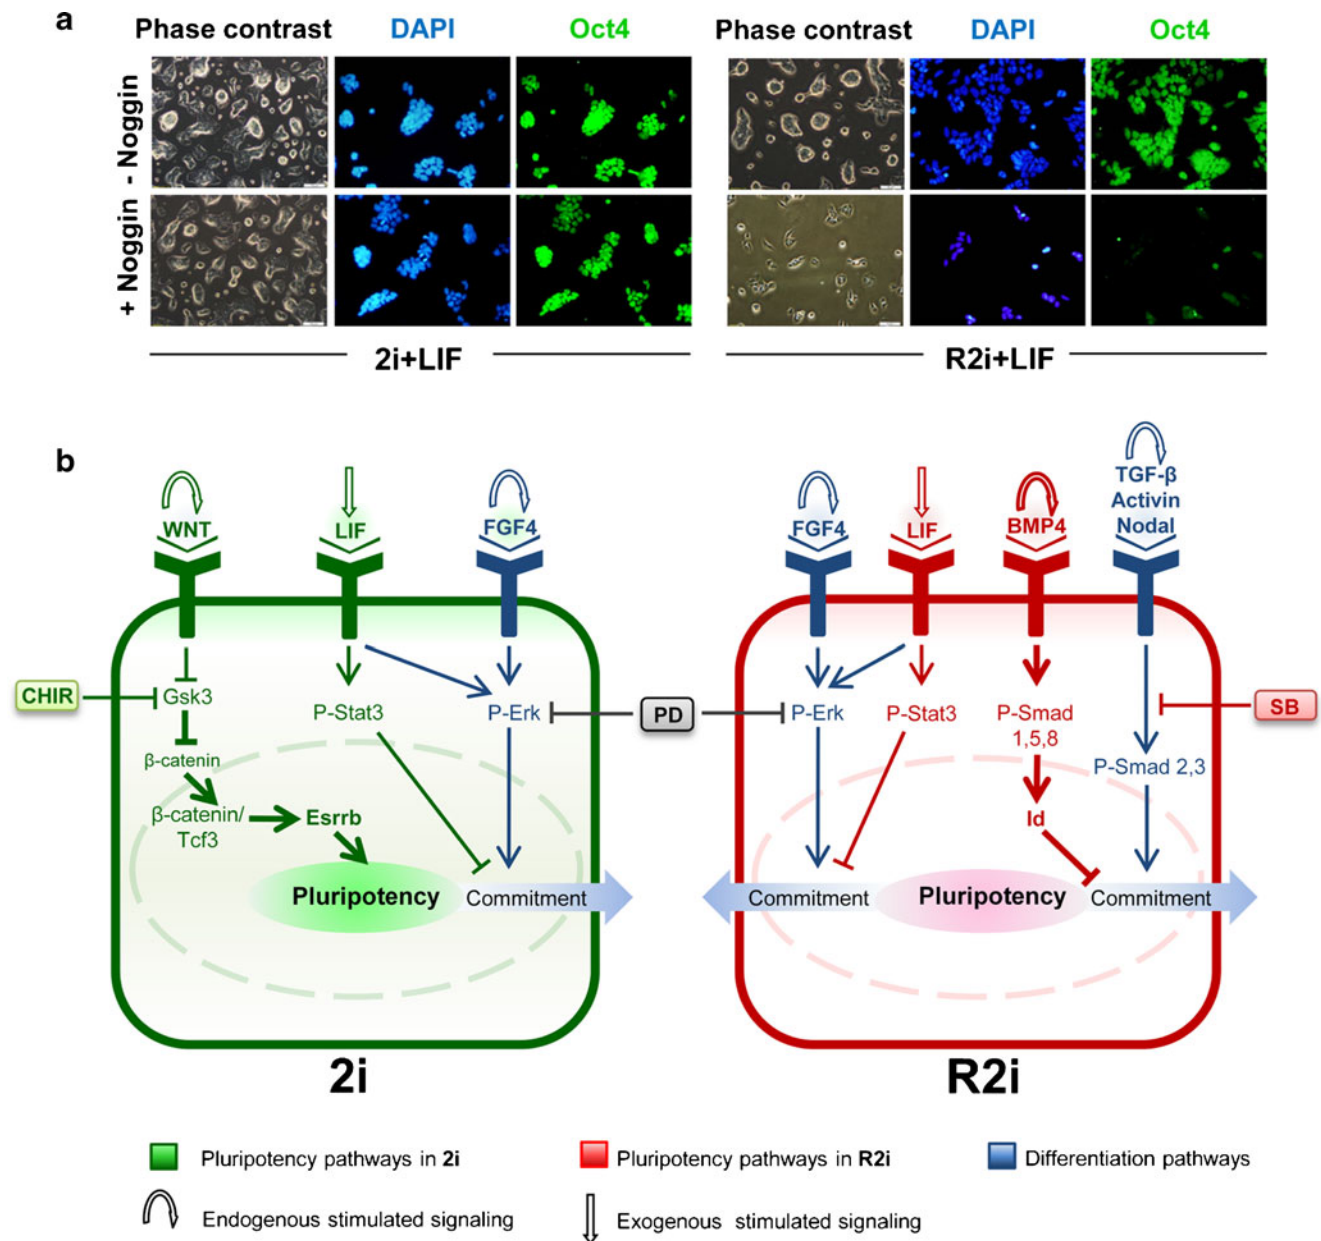 a
Phase contrast DAPI Oct4 Phase contrast DAPI Oct4
- Noggin
+ Noggin
2i+LIF R2i+LIF
b
WNT LIF FGF4 FGF4 LIF BMP4 TGF-β
Activin
Nodal
CHIR Gsk3 P-Stat3 P-Erk PD P-Erk P-Stat3 P-Smad
1,5,8 SB
β-catenin P-Smad 2,3
β-catenin/
Tcf3 Esrrb Id
Pluripotency Commitment Commitment Pluripotency Commitment
2i R2i
Pluripotency pathways in 2i Pluripotency pathways in R2i Differentiation pathways
Endogenous stimulated signaling Exogenous stimulated signaling